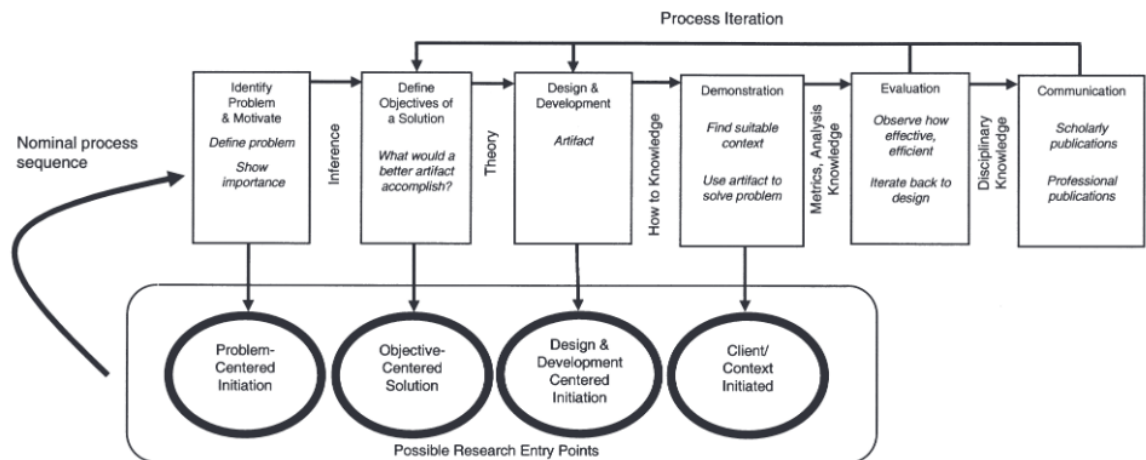 Process Iteration
Nominal process
sequence
Identify
Problem
& Motivate
Define problem
Show
importance
Inference
Define
Objectives of
a Solution
What would a
better artifact
accomplish?
Theory
Design &
Development
Artifact
How to Knowledge
Demonstration
Find suitable
context
Use artifact to
solve problem
Metrics, Analysis
Knowledge
Evaluation
Observe how
effective,
efficient
Iterate back to
design
Disciplinary
Knowledge
Communication
Scholarly
publications
Professional
publications
Problem-
Centered
Initiation
Objective-
Centered
Solution
Design &
Development
Centered
Initiation
Client/
Context
Initiated
Possible Research Entry Points